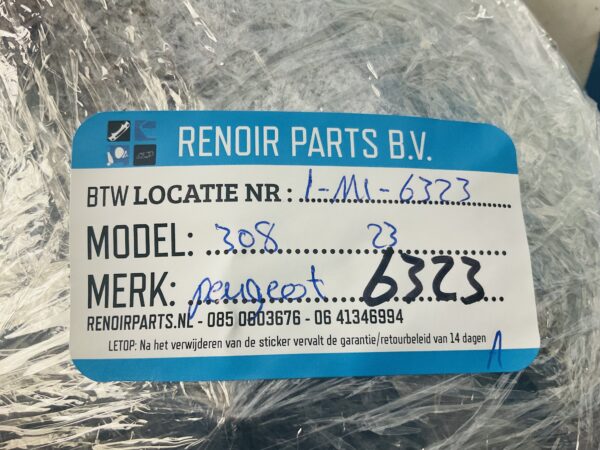 RENOIR PARTS B.V.
BTW LOCATIE NR : 1-M1-6323
MODEL: 308 23
MERK: peugeot 6323
RENOIRPARTS.NL - 085 0803676 - 06 41346994
LETOP: Na het verwijderen van de sticker vervalt de garantie/retourbeleid van 14 dagen A